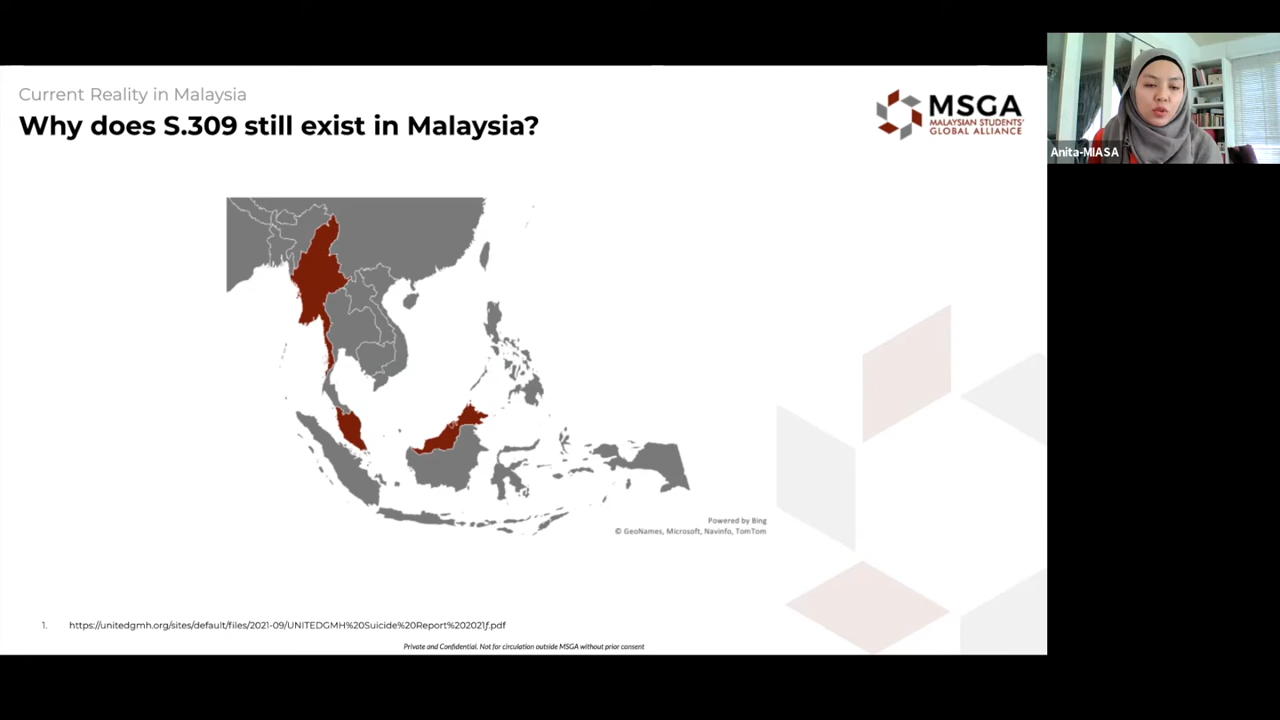 Current Reality in Malaysia
Why does S.309 still exist in Malaysia?
MSGA
MALAYSIAN STUDENTS'
GLOBAL ALLIANCE
Anita-MIASA
Powered by Bing
© GeoNames, Microsoft, Navinfo, TomTom
1. https://unitedgmh.org/sites/default/files/2021-09/UNITEDGMH%20Suicide%20Report%202021ƒ.pdf
Private and Confidential. Not for circulation outside MSGA without prior consent